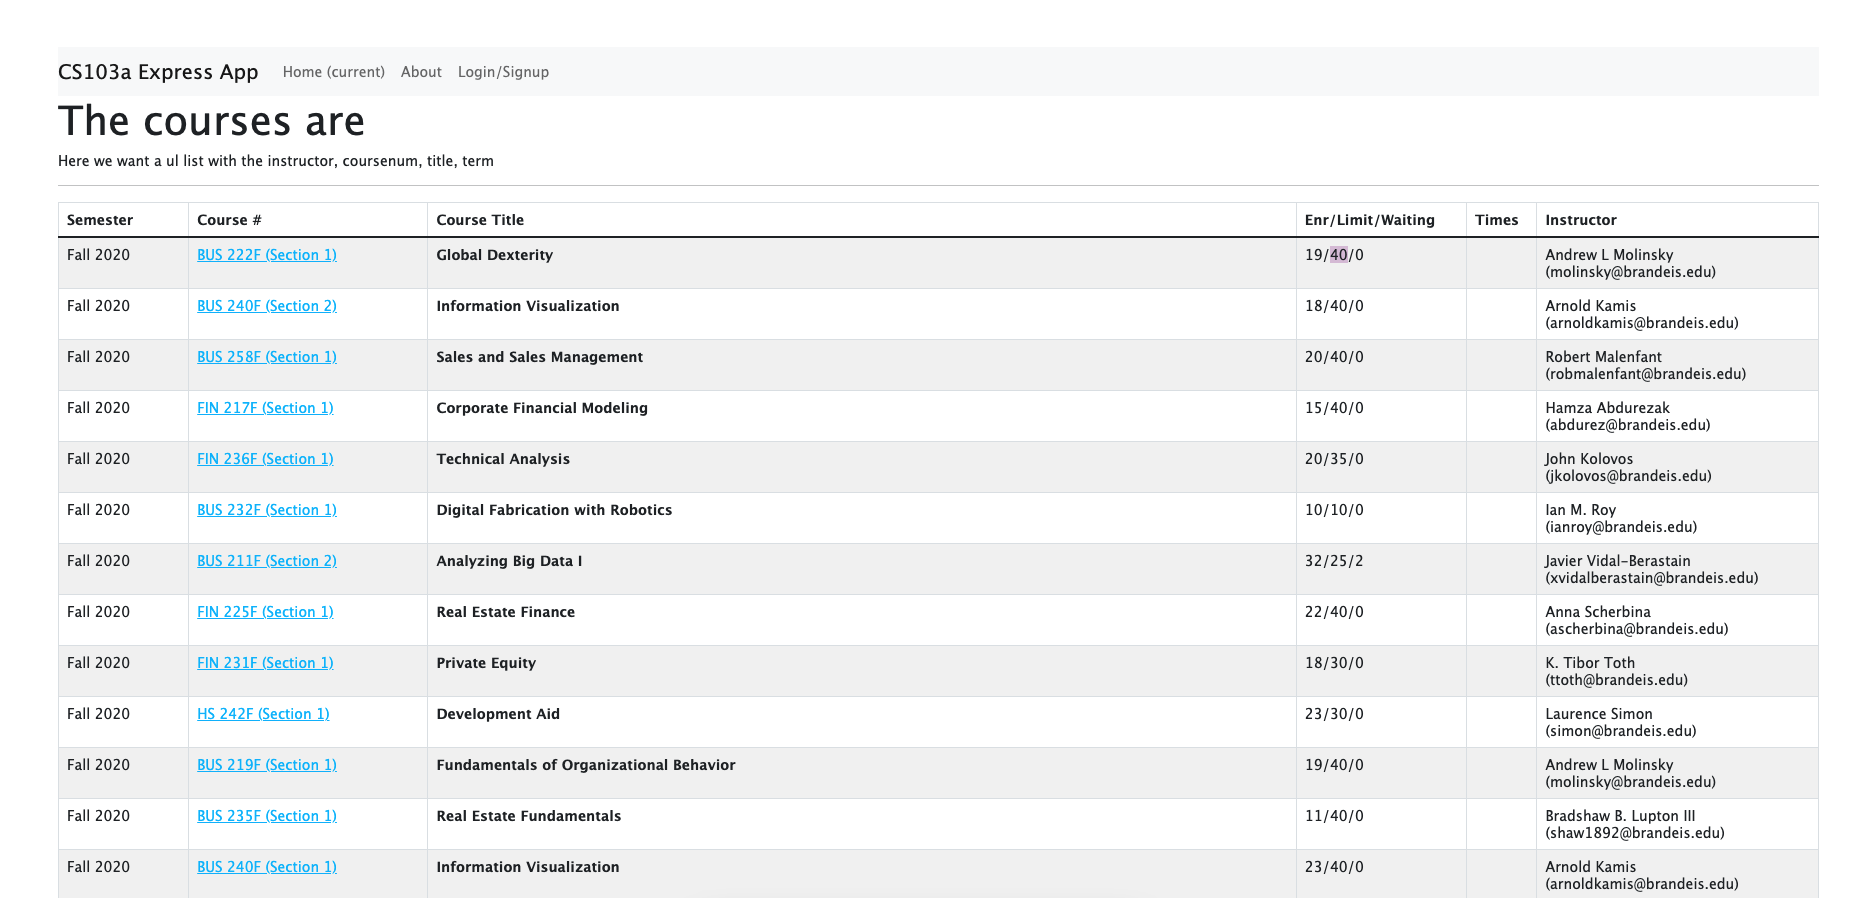 CS103a Express App Home (current) About Login/Signup
The courses are
Here we want a ul list with the instructor, coursenum, title, term
Semester Course # Course Title Enr/Limit/Waiting Times Instructor
Fall 2020 BUS 222F (Section 1) Global Dexterity 19/40/0 Andrew L Molinsky
(molinsky@brandeis.edu)
Fall 2020 BUS 240F (Section 2) Information Visualization 18/40/0 Arnold Kamis
(arnoldkamis@brandeis.edu)
Fall 2020 BUS 258F (Section 1) Sales and Sales Management 20/40/0 Robert Malenfant
(robmalenfant@brandeis.edu)
Fall 2020 FIN 217F (Section 1) Corporate Financial Modeling 15/40/0 Hamza Abdurezak
(abdurez@brandeis.edu)
Fall 2020 FIN 236F (Section 1) Technical Analysis 20/35/0 John Kolovos
(jkolovos@brandeis.edu)
Fall 2020 BUS 232F (Section 1) Digital Fabrication with Robotics 10/10/0 Ian M. Roy
(ianroy@brandeis.edu)
Fall 2020 BUS 211F (Section 2) Analyzing Big Data I 32/25/2 Javier Vidal-Berastain
(xvidalberastain@brandeis.edu)
Fall 2020 FIN 225F (Section 1) Real Estate Finance 22/40/0 Anna Scherbina
(ascherbina@brandeis.edu)
Fall 2020 FIN 231F (Section 1) Private Equity 18/30/0 K. Tibor Toth
(ttoth@brandeis.edu)
Fall 2020 HS 242F (Section 1) Development Aid 23/30/0 Laurence Simon
(simon@brandeis.edu)
Fall 2020 BUS 219F (Section 1) Fundamentals of Organizational Behavior 19/40/0 Andrew L Molinsky
(molinsky@brandeis.edu)
Fall 2020 BUS 235F (Section 1) Real Estate Fundamentals 11/40/0 Bradshaw B. Lupton III
(shaw1892@brandeis.edu)
Fall 2020 BUS 240F (Section 1) Information Visualization 23/40/0 Arnold Kamis
(arnoldkamis@brandeis.edu)